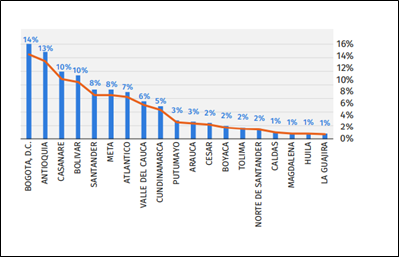 14%
13%
10%
10%
8%
8%
7%
6%
5%
3%
3%
2%
2%
2%
2%
1%
1%
1%
1%
16%
14%
12%
10%
8%
6%
4%
2%
0%
BOGOTA, D.C.
ANTIOQUIA
CASANARE
BOLIVAR
SANTANDER
META
ATLANTICO
VALLE DEL CAUCA
CUNDINAMARCA
PUTUMAYO
ARAUCA
CESAR
BOYACA
TOLIMA
NORTE DE SANTANDER
CALDAS
MAGDALENA
HUILA
LA GUAJIRA